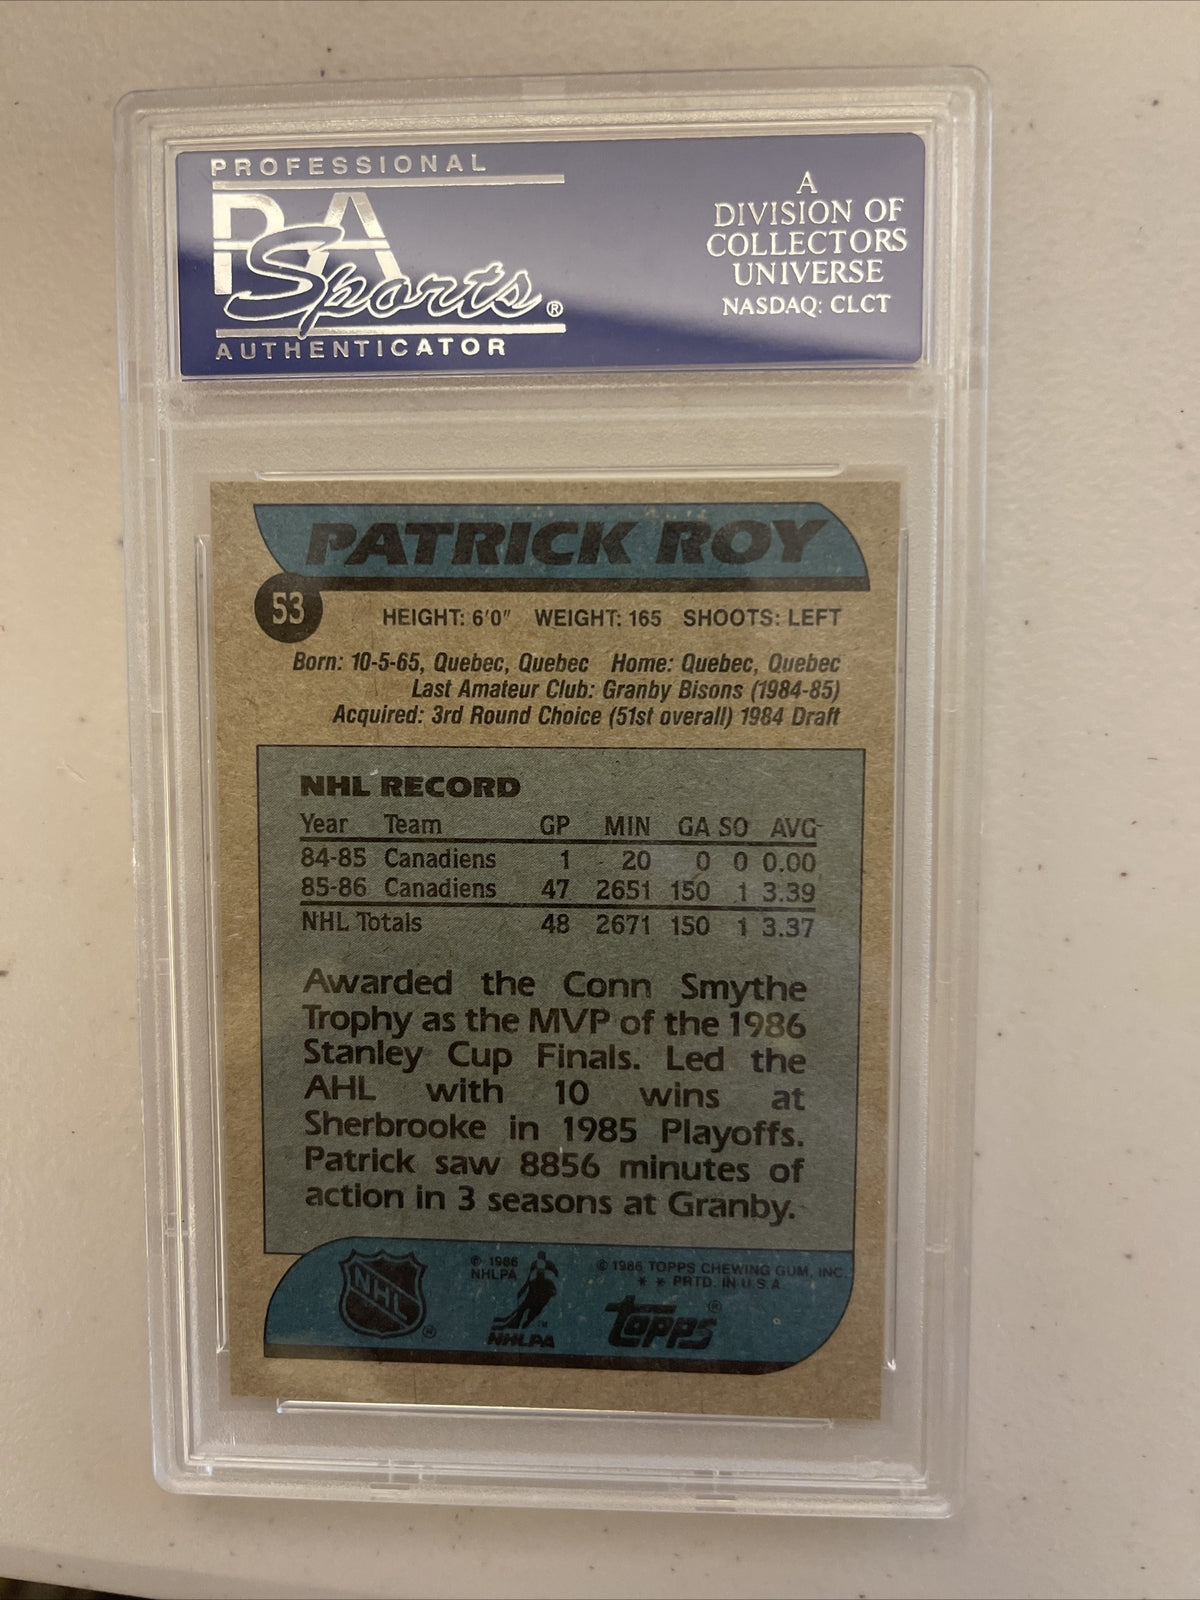 PROFESSIONAL
PSA
Sports®
AUTHENTICATOR
A
DIVISION OF
COLLECTORS
UNIVERSE
NASDAQ: CLCT
PATRICK ROY
53
HEIGHT: 6'0" WEIGHT: 165 SHOOTS: LEFT
Born: 10-5-65, Quebec, Quebec Home: Quebec, Quebec
Last Amateur Club: Granby Bisons (1984-85)
Acquired: 3rd Round Choice (51st overall) 1984 Draft
NHL RECORD
Year Team GP MIN GA SO AVG
84-85 Canadiens 1 20 0 0 0.00
85-86 Canadiens 47 2651 150 1 3.39
NHL Totals 48 2671 150 1 3.37
Awarded the Conn Smythe
Trophy as the MVP of the 1986
Stanley Cup Finals. Led the
AHL with 10 wins at
Sherbrooke in 1985 Playoffs.
Patrick saw 8856 minutes of
action in 3 seasons at Granby.
NHL®
© 1986
NHLPA
™
NHLPA
© 1986 TOPPS CHEWING GUM, INC.
* * PRTD. IN U.S.A.
topps®